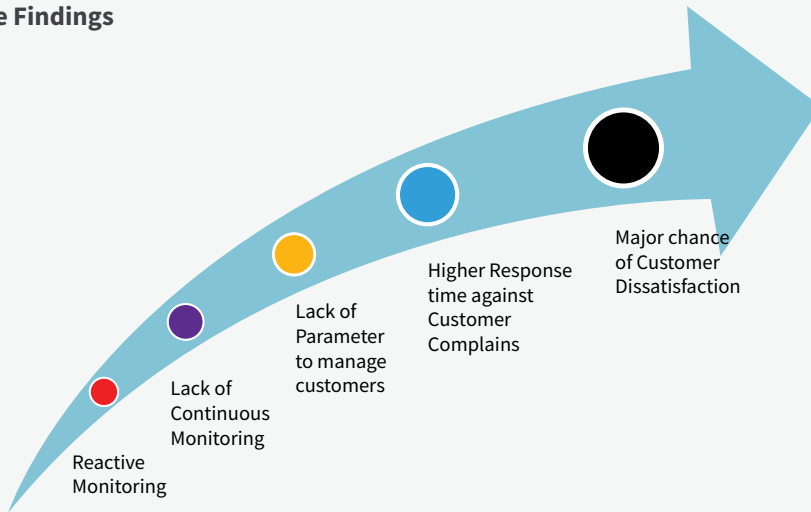 e Findings
Major chance
of Customer
Dissatisfaction
Higher Response
time against
Customer
Complains
Lack of
Parameter
to manage
customers
Lack of
Continuous
Monitoring
Reactive
Monitoring